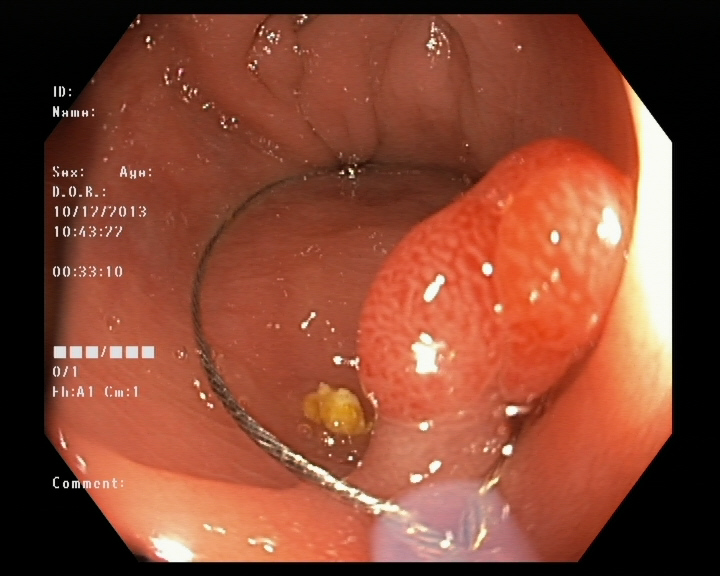 ID:
Name:
Sex: Age:
D.O.B.:
10/12/2013
10:43:22
00:33:10
■■■/■■■
0/1
Eh:A1 Cm:1
Comment: